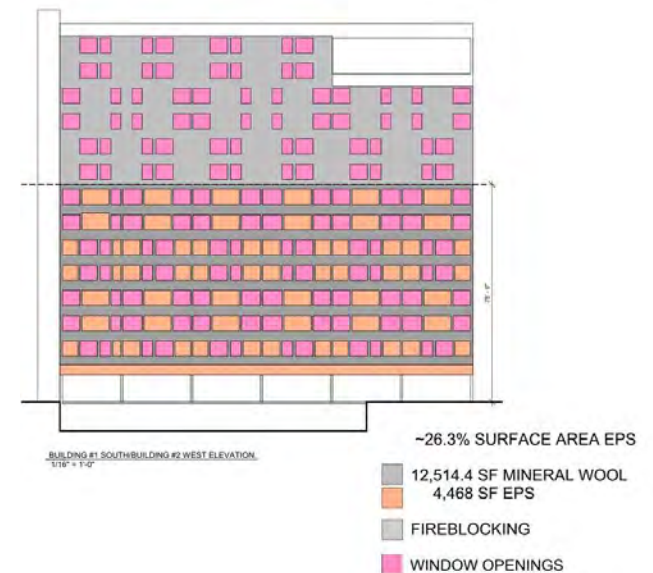 BUILDING #1 SOUTH/BUILDING #2 WEST ELEVATION
1/16" = 1'-0"
~26.3% SURFACE AREA EPS
12,514.4 SF MINERAL WOOL
4,468 SF EPS
FIREBLOCKING
WINDOW OPENINGS